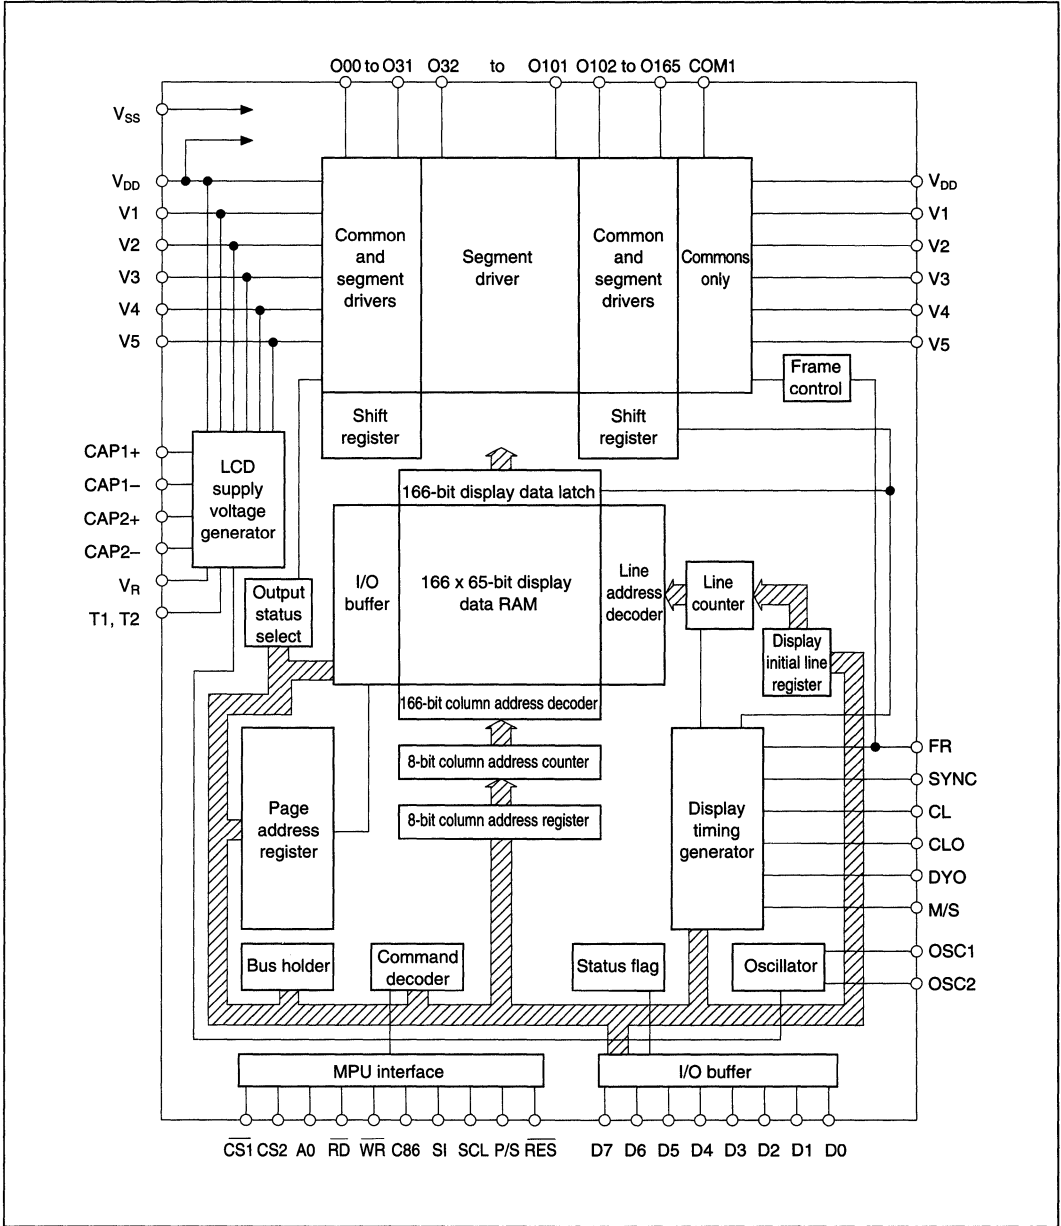 O00 to O31 O32 to O101 O102 to O165 COM1
VSS
VDD
V1
V2
V3
V4
V5
Common
and
segment
drivers
Segment
driver
Common
and
segment
drivers
Commons
only
VDD
V1
V2
V3
V4
V5
Frame
control
Shift
register
Shift
register
CAP1+
CAP1–
CAP2+
CAP2–
VR
T1, T2
LCD
supply
voltage
generator
166-bit display data latch
Output
status
select
I/O
buffer
166 x 65-bit display
data RAM
Line
address
decoder
Line
counter
Display
initial line
register
166-bit column address decoder
8-bit column address counter
8-bit column address register
Page
address
register
Display
timing
generator
FR
SYNC
CL
CLO
DYO
M/S
OSC1
OSC2
Bus holder
Command
decoder
Status flag
Oscillator
MPU interface
I/O buffer
CS1 CS2 A0 RD WR C86 SI SCL P/S RES D7 D6 D5 D4 D3 D2 D1 D0